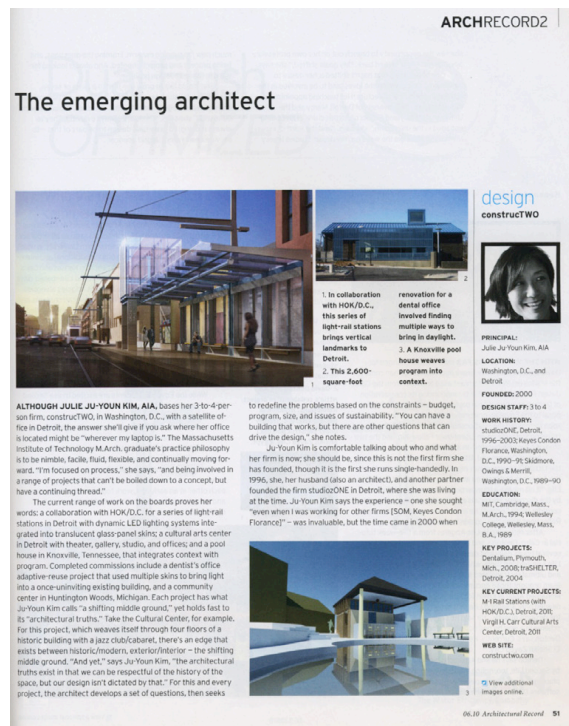 ARCHRECORD2
The emerging architect
1
2
1. In collaboration
with HOK/D.C.,
this series of
light-rail stations
brings vertical
landmarks to
Detroit.
2. This 2,600-
square-foot
renovation for a
dental office
involved finding
multiple ways to
bring in daylight.
3. A Knoxville pool
house weaves
program into
context.
ALTHOUGH JULIE JU-YOUN KIM, AIA, bases her 3-to-4-per-
son firm, construcTWO, in Washington, D.C., with a satellite of-
fice in Detroit, the answer she'll give if you ask where her office
is located might be "wherever my laptop is." The Massachusetts
Institute of Technology M.Arch. graduate's practice philosophy
is to be nimble, facile, fluid, flexible, and continually moving for-
ward. "I'm focused on process," she says, "and being involved in
a range of projects that can't be boiled down to a concept, but
have a continuing thread."
The current range of work on the boards proves her
words: a collaboration with HOK/D.C. for a series of light-rail
stations in Detroit with dynamic LED lighting systems inte-
grated into translucent glass-panel skins; a cultural arts center
in Detroit with theater, gallery, studio, and offices; and a pool
house in Knoxville, Tennessee, that integrates context with
program. Completed commissions include a dentist's office
adaptive-reuse project that used multiple skins to bring light
into a once-uninviting existing building, and a community
center in Huntington Woods, Michigan. Each project has what
Ju-Youn Kim calls "a shifting middle ground," yet holds fast to
its "architectural truths." Take the Cultural Center, for example.
For this project, which weaves itself through four floors of a
historic building with a jazz club/cabaret, there's an edge that
exists between historic/modern, exterior/interior – the shifting
middle ground. "And yet," says Ju-Youn Kim, "the architectural
truths exist in that we can be respectful of the history of the
space, but our design isn't dictated by that." For this and every
project, the architect develops a set of questions, then seeks
to redefine the problems based on the constraints – budget,
program, size, and issues of sustainability. "You can have a
building that works, but there are other questions that can
drive the design," she notes.
Ju-Youn Kim is comfortable talking about who and what
her firm is now; she should be, since this is not the first firm she
has founded, though it is the first she runs single-handedly. In
1996, she, her husband (also an architect), and another partner
founded the firm studiozONE in Detroit, where she was living
at the time. Ju-Youn Kim says the experience – one she sought
"even when I was working for other firms [SOM, Keyes Condon
Florance]" – was invaluable, but the time came in 2000 when
3
design
construcTWO
PRINCIPAL:
Julie Ju-Youn Kim, AIA
LOCATION:
Washington, D.C., and
Detroit
FOUNDED: 2000
DESIGN STAFF: 3 to 4
WORK HISTORY:
studiozONE, Detroit,
1996–2003; Keyes Condon
Florance, Washington,
D.C., 1990–91; Skidmore,
Owings & Merrill,
Washington, D.C., 1989–90
EDUCATION:
MIT, Cambridge, Mass.,
M.Arch., 1994; Wellesley
College, Wellesley, Mass,
B.A., 1989
KEY PROJECTS:
Dentalium, Plymouth,
Mich., 2008; traSHELTER,
Detroit, 2004
KEY CURRENT PROJECTS:
M-1 Rail Stations (with
HOK/D.C.), Detroit, 2011;
Virgil H. Carr Cultural Arts
Center, Detroit, 2011
WEB SITE:
construcwo.com
View additional
images online.
06.10 Architectural Record 51